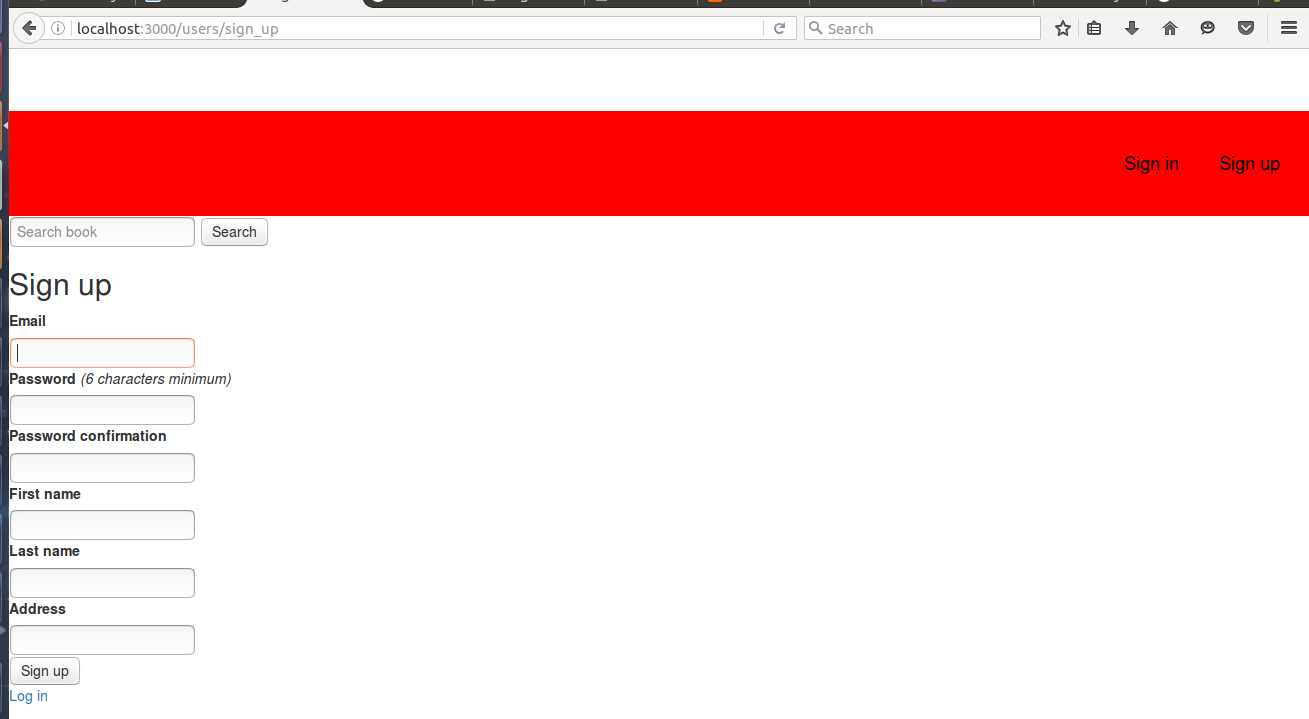 localhost:3000/users/sign_up
Search
Sign in Sign up
Search book Search
Sign up
Email
Password (6 characters minimum)
Password confirmation
First name
Last name
Address
Sign up
Log in